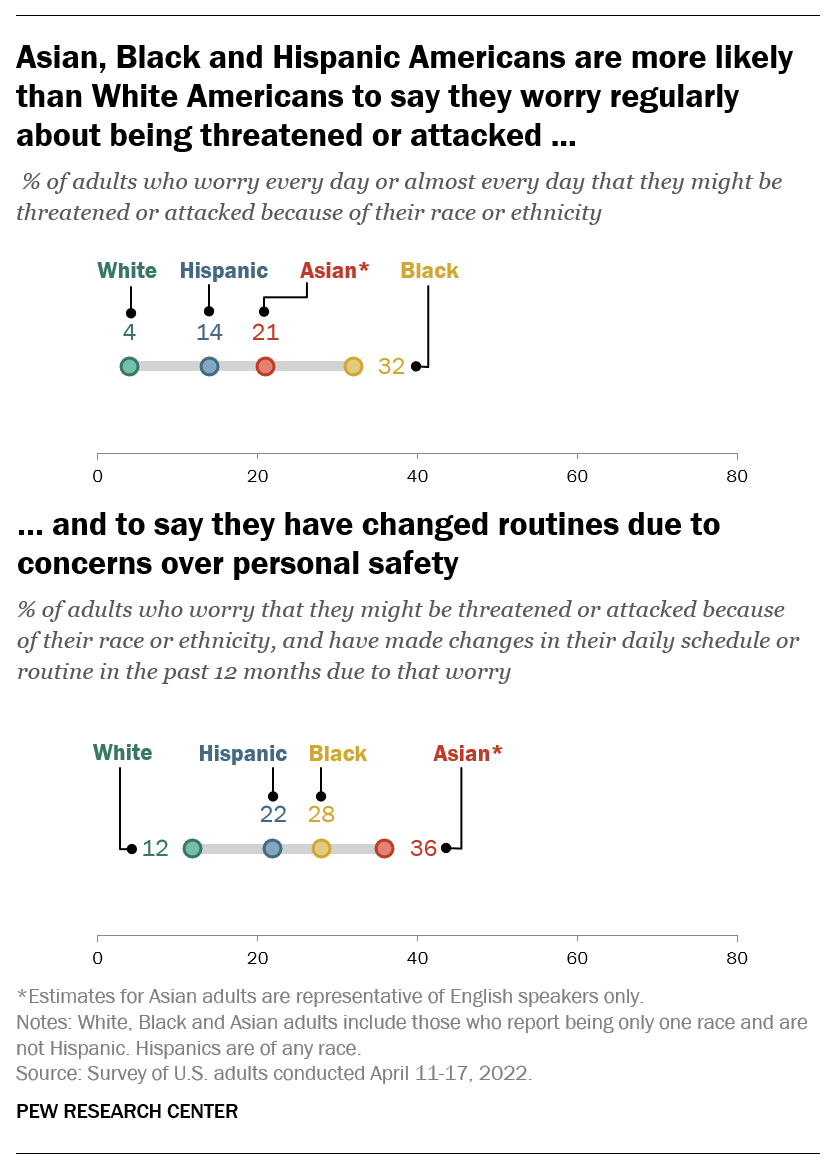 Asian, Black and Hispanic Americans are more likely
than White Americans to say they worry regularly
about being threatened or attacked ...
% of adults who worry every day or almost every day that they might be
threatened or attacked because of their race or ethnicity
White Hispanic Asian* Black
4 14 21
32
0 20 40 60 80
... and to say they have changed routines due to
concerns over personal safety
% of adults who worry that they might be threatened or attacked because
of their race or ethnicity, and have made changes in their daily schedule or
routine in the past 12 months due to that worry
White Hispanic Black Asian*
22 28
12 36
0 20 40 60 80
*Estimates for Asian adults are representative of English speakers only.
Notes: White, Black and Asian adults include those who report being only one race and are
not Hispanic. Hispanics are of any race.
Source: Survey of U.S. adults conducted April 11-17, 2022.
PEW RESEARCH CENTER